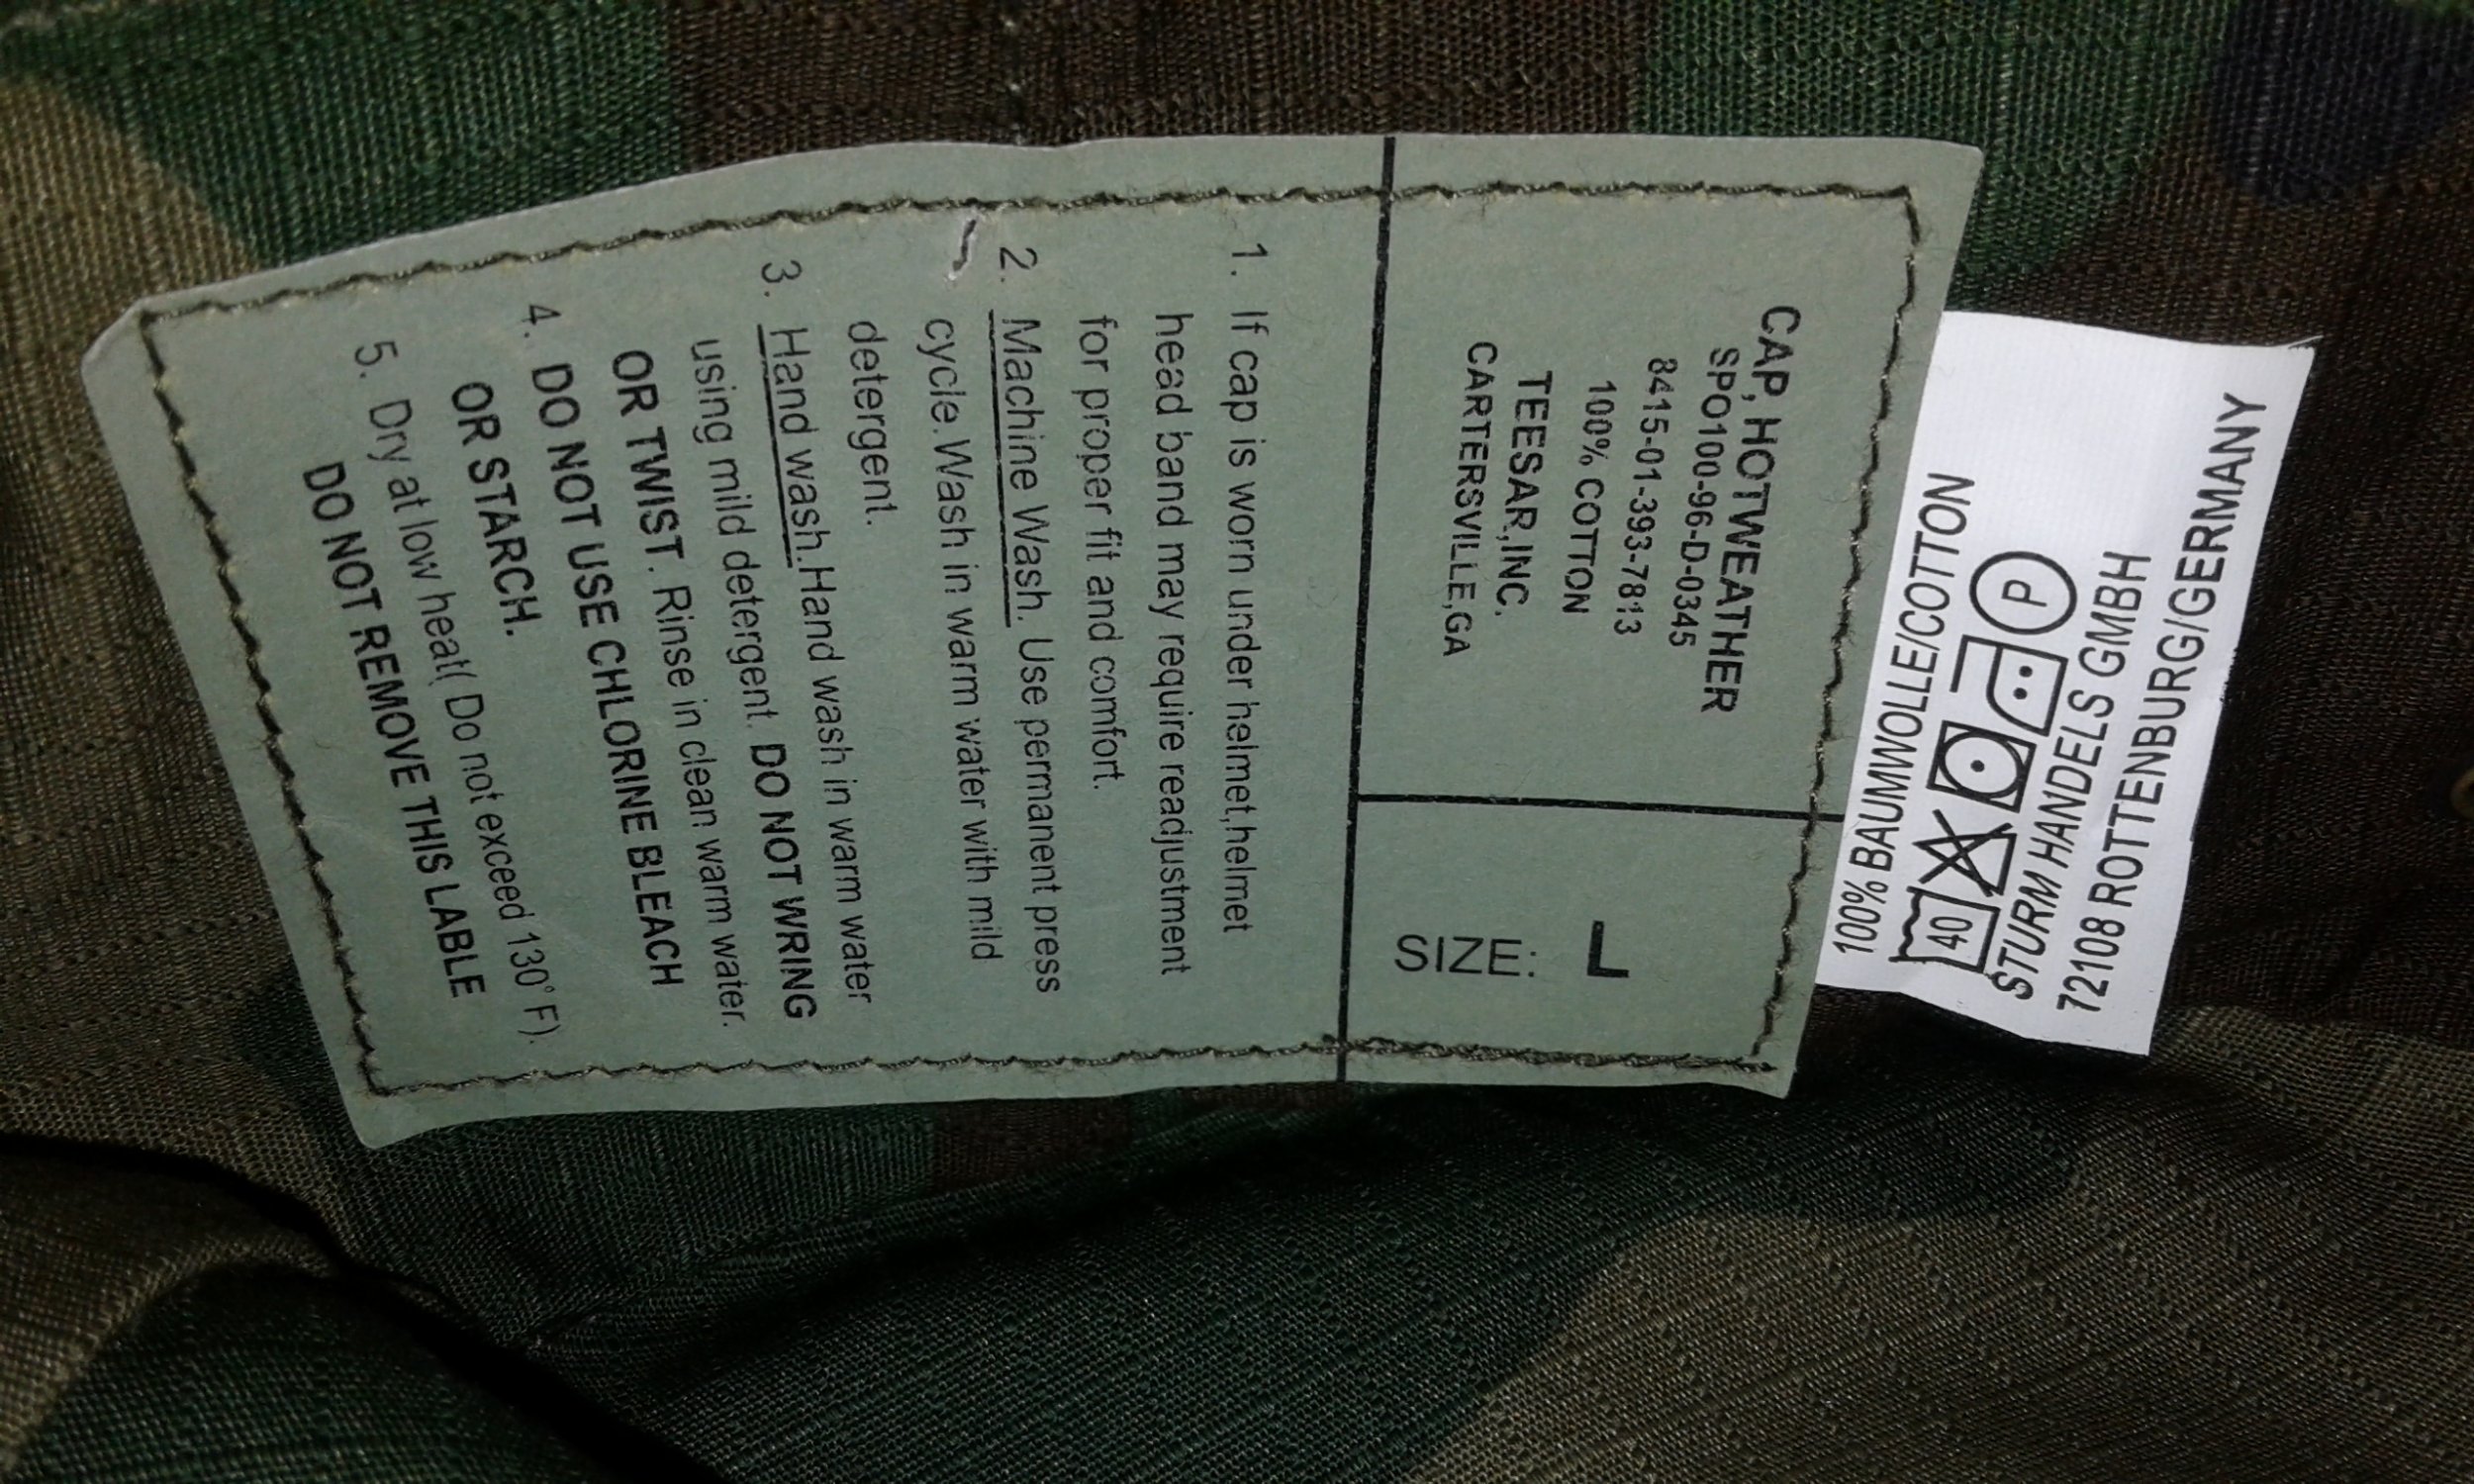 CAP, HOTWEATHER
SPO100-96-D-0345
8415-01-393-7813
100% COTTON
TEESAR,INC.
CARTERSVILLE,GA
L
SIZE:
1. If cap is worn under helmet,helmet
head band may require readjustment
for proper fit and comfort.
2. Machine Wash. Use permanent press
cycle.Wash in warm water with mild
detergent.
3. Hand wash.Hand wash in warm water
using mild detergent. DO NOT WRING
OR TWIST. Rinse in clean warm water.
4. DO NOT USE CHLORINE BLEACH
OR STARCH.
5. Dry at low heat( Do not exceed 130° F).
DO NOT REMOVE THIS LABLE
100% BAUMWOLLE/COTTON
40 P
STURM HANDELS GMBH
72108 ROTTENBURG/GERMANY